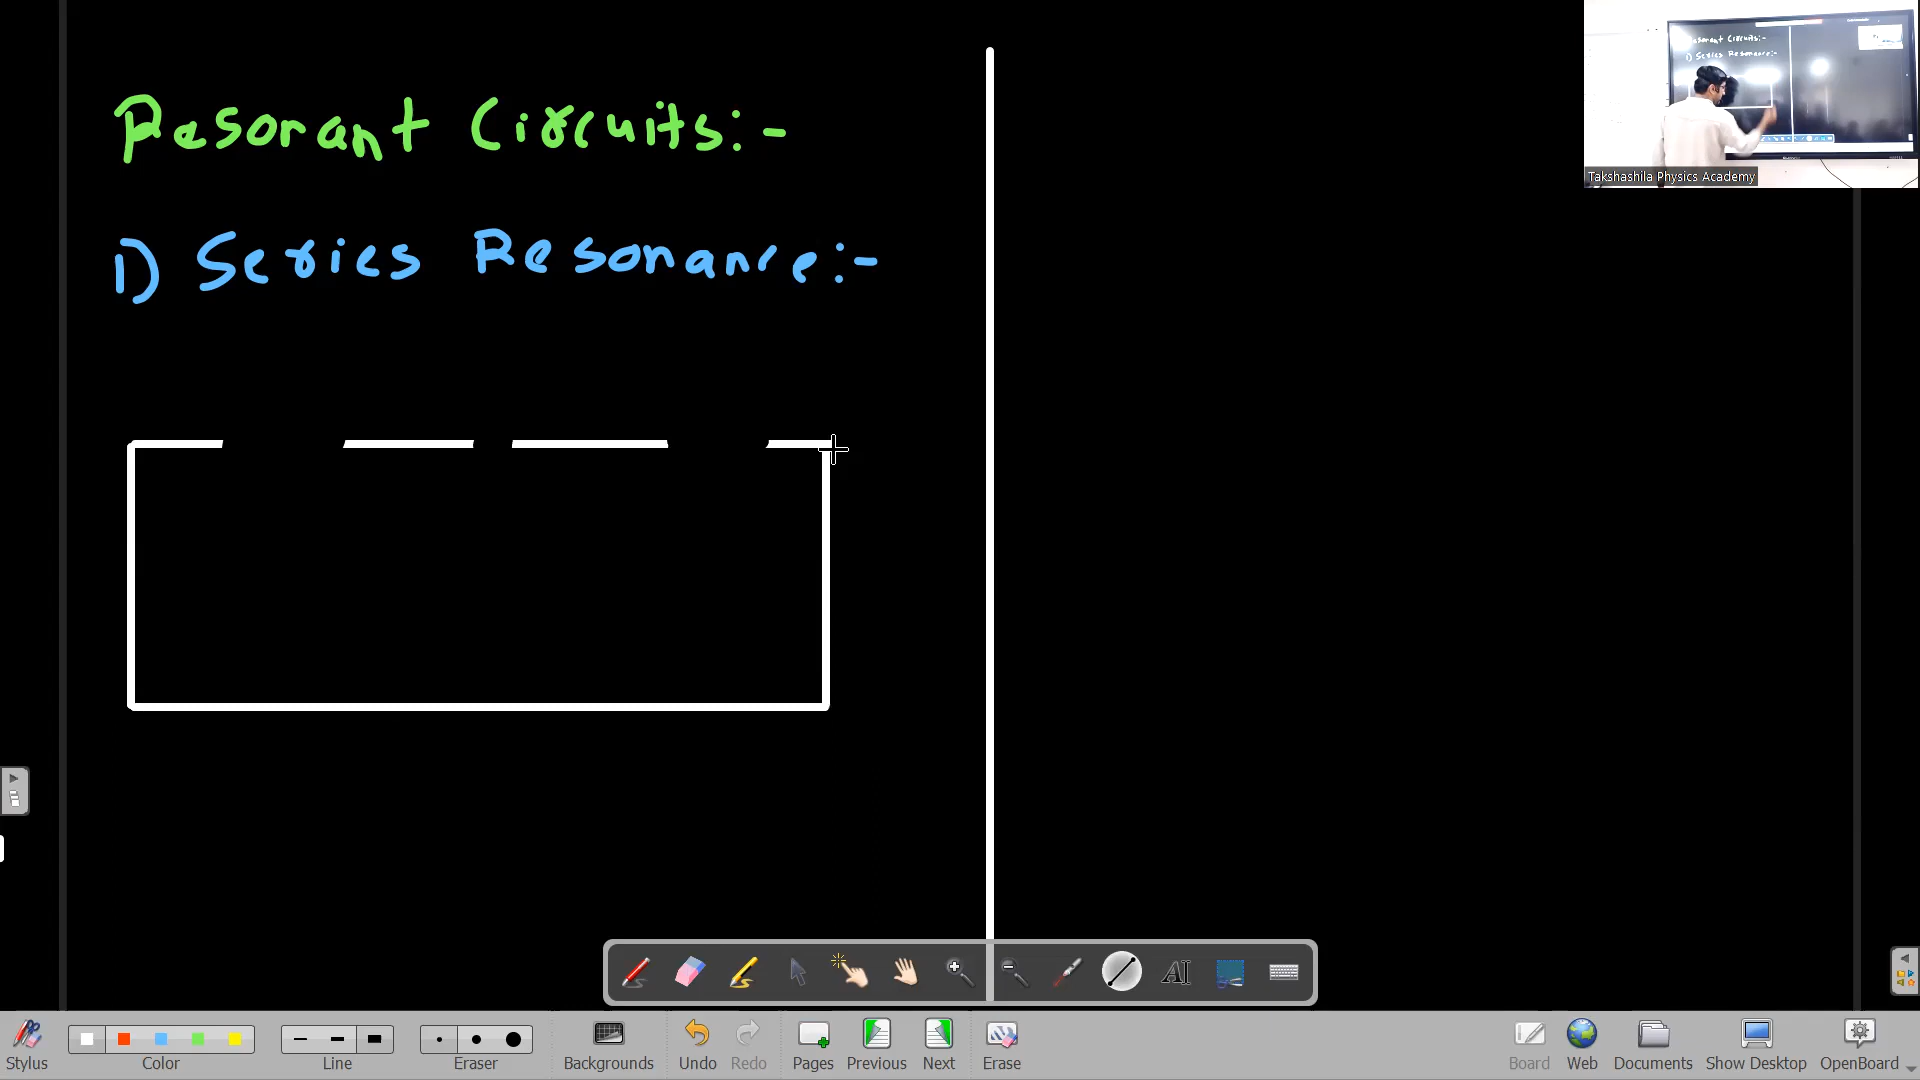 Resonant Circuits:-
1) Series Resonance:-
Takshashila Physics Academy
Stylus
Color
Line
Eraser
Backgrounds
Undo
Redo
Pages
Previous
Next
Erase
Board
Web
Documents
Show Desktop
OpenBoard